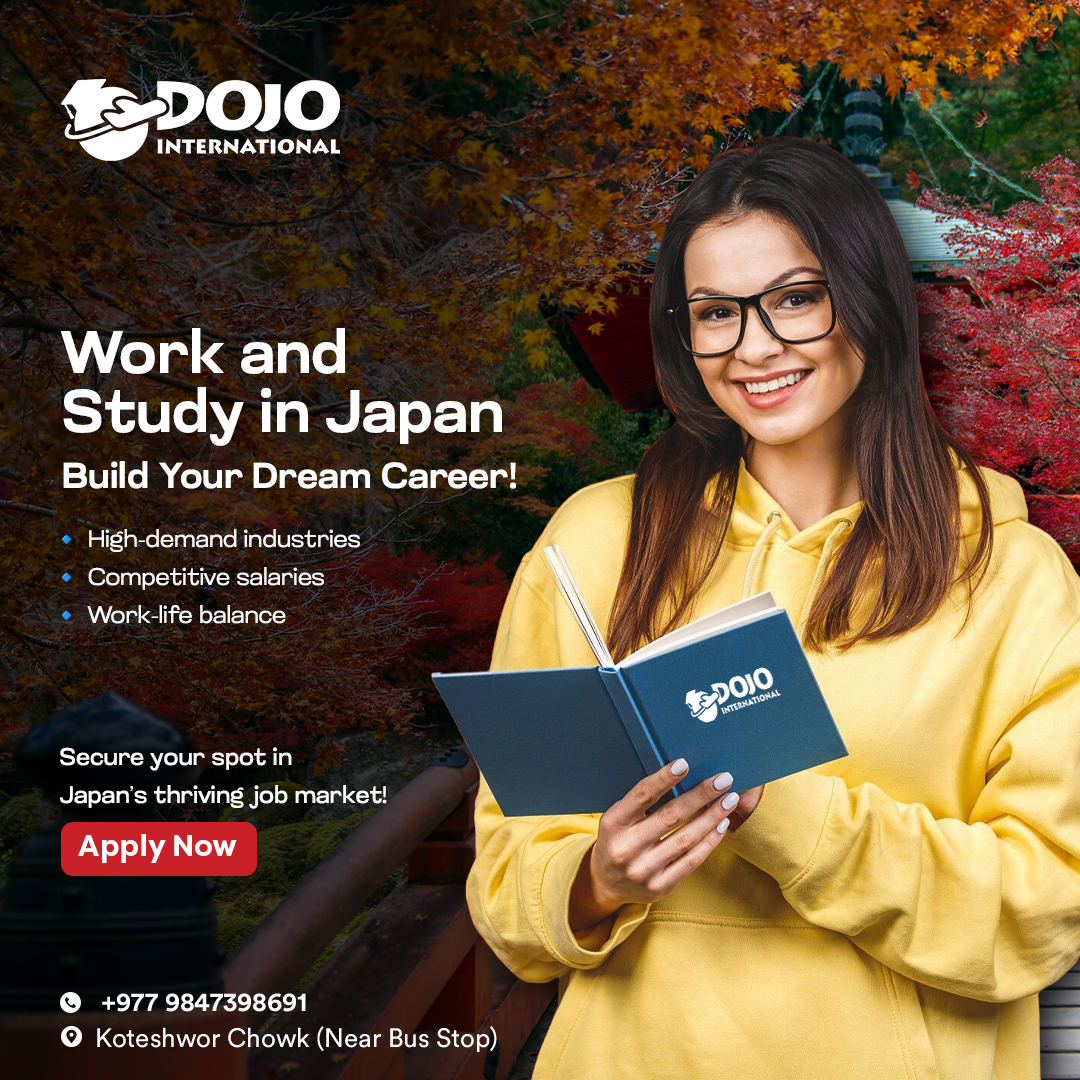 DOJO
INTERNATIONAL
Work and
Study in Japan
Build Your Dream Career!
High-demand industries
Competitive salaries
Work-life balance
DOJO
INTERNATIONAL
Secure your spot in
Japan's thriving job market!
Apply Now
+977 9847398691
Koteshwor Chowk (Near Bus Stop)